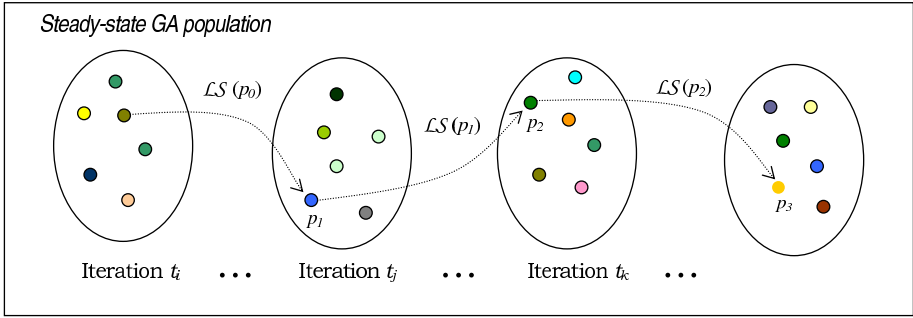 Steady-state GA population
LS (p0)
LS (p1)
LS (p2)
p1
p2
p3
Iteration ti ... Iteration tj ... Iteration tk ...